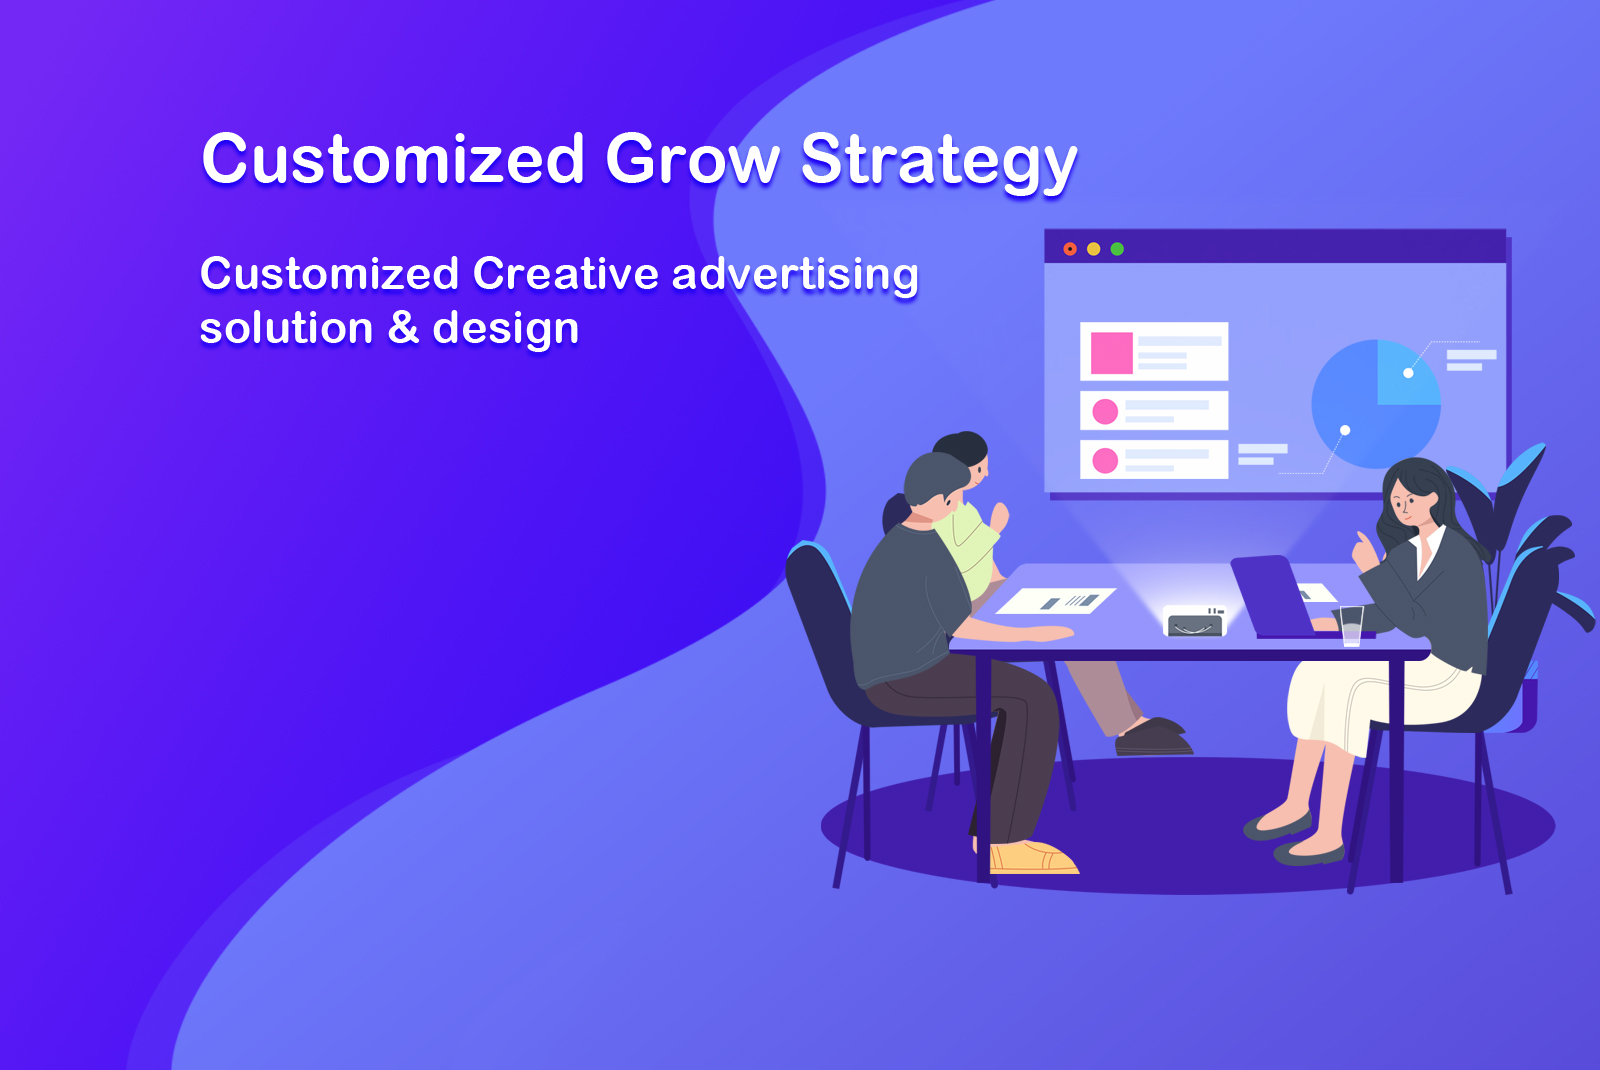 Customized Grow Strategy
Customized Creative advertising
solution & design